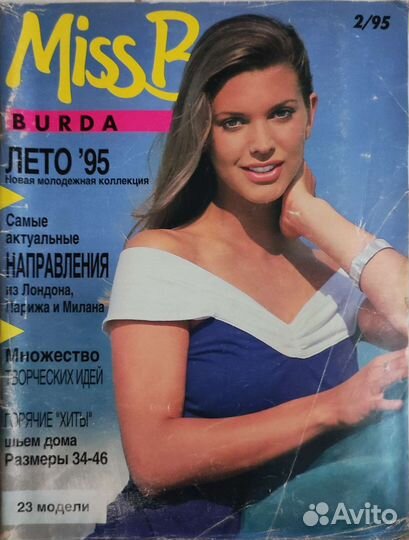 Miss B
2/95
BURDA
ЛЕТО '95
Новая молодежная коллекция
Самые
актуальные
НАПРАВЛЕНИЯ
из Лондона,
Парижа и Милана
Множество
ТВОРЧЕСКИХ ИДЕЙ
ГОРЯЧИЕ "ХИТЫ"
шьем дома
Размеры 34-46
23 модели
Avito